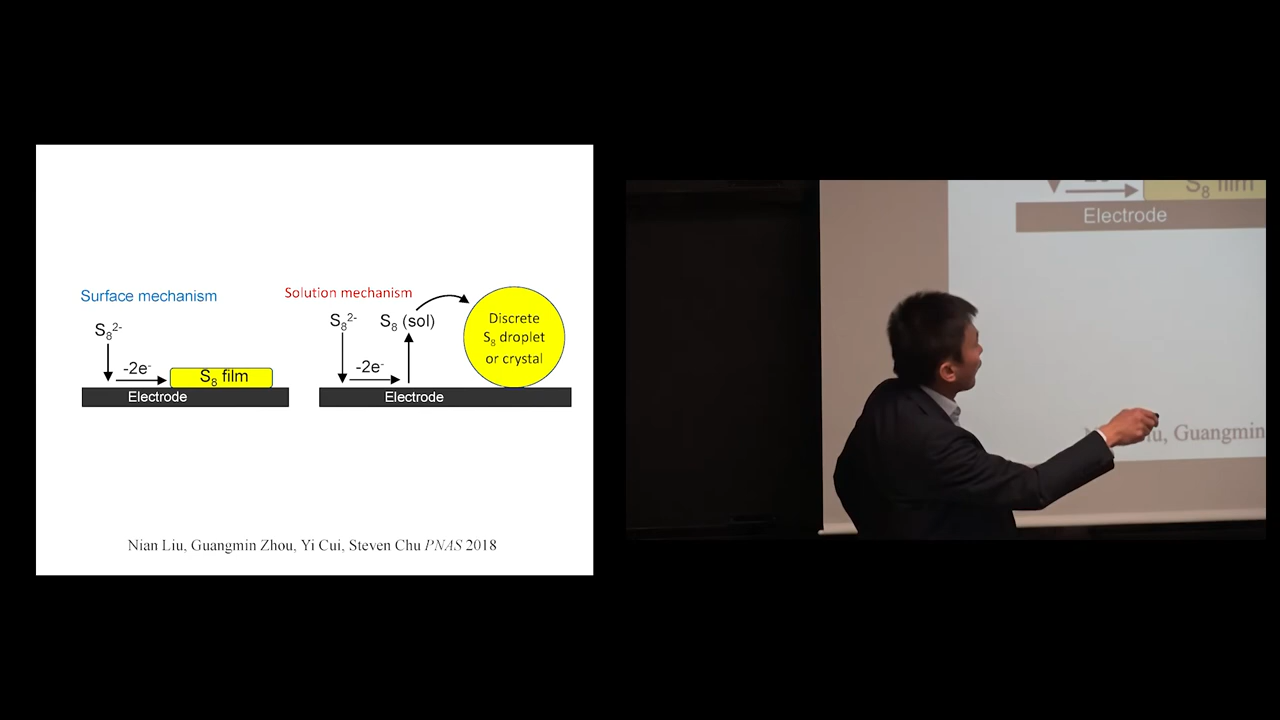 Surface mechanism
S₈²⁻
-2e⁻
S₈ film
Electrode
Solution mechanism
S₈²⁻
S₈ (sol)
-2e⁻
Electrode
Discrete
S₈ droplet
or crystal
Nian Liu, Guangmin Zhou, Yi Cui, Steven Chu PNAS 2018
S₈ film
Electrode
Guangmin